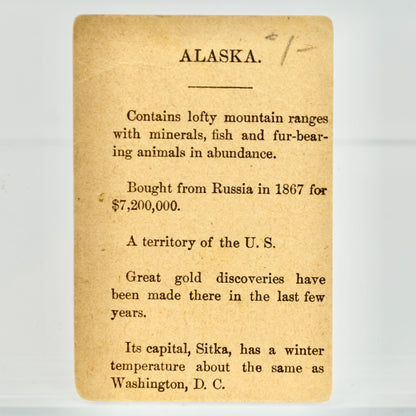 ALASKA.
Contains lofty mountain ranges
with minerals, fish and fur-bear-
ing animals in abundance.
Bought from Russia in 1867 for
$7,200,000.
A territory of the U. S.
Great gold discoveries have
been made there in the last few
years.
Its capital, Sitka, has a winter
temperature about the same as
Washington, D. C.